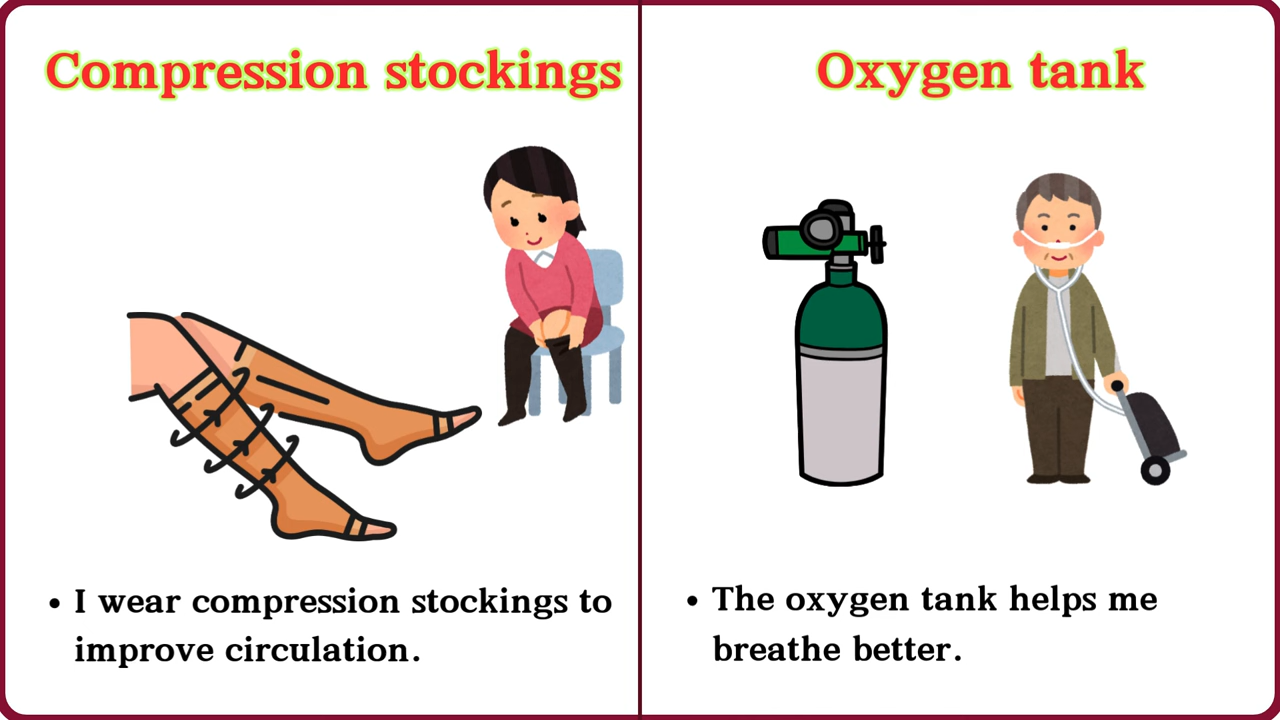 Compression stockings
• I wear compression stockings to
improve circulation.
Oxygen tank
• The oxygen tank helps me
breathe better.